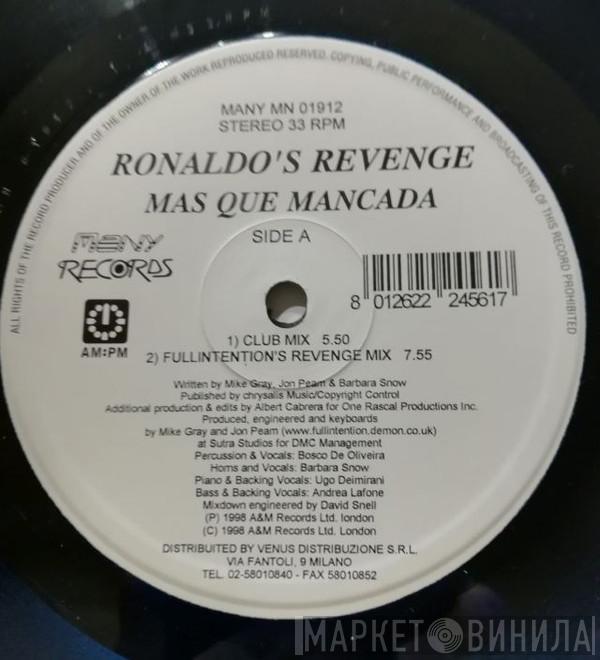 ALL RIGHTS OF THE RECORD PRODUCER AND OF THE OWNER OF THE WORK REPRODUCED RESERVED. COPYING, PUBLIC PERFORMANCE AND BROADCASTING OF THIS RECORD PROHIBITED
MANY MN 01912
STEREO 33 RPM
RONALDO'S REVENGE
MAS QUE MANCADA
SIDE A
MANY
RECORDS
8 012622 245617
AM:PM
1) CLUB MIX 5.50
2) FULLINTENTION'S REVENGE MIX 7.55
Written by Mike Gray, Jon Pearn & Barbara Snow
Published by chrysalis Music/Copyright Control
Additional production & edits by Albert Cabrera for One Rascal Productions Inc.
Produced, engineered and keyboards
by Mike Gray and Jon Pearn (www.fullintention.demon.co.uk)
at Sutra Studios for DMC Management
Percussion & Vocals: Bosco De Oliveira
Horns and Vocals: Barbara Snow
Piano & Backing Vocals: Ugo Deimirani
Bass & Backing Vocals: Andrea Lafone
Mixdown engineered by David Snell
(P) 1998 A&M Records Ltd. london
(C) 1998 A&M Records Ltd. London
DISTRIBUITED BY VENUS DISTRIBUZIONE S.R.L.
VIA FANTOLI, 9 MILANO
TEL. 02-58010840 - FAX 58010852
МАРКЕТ ВИНИЛА